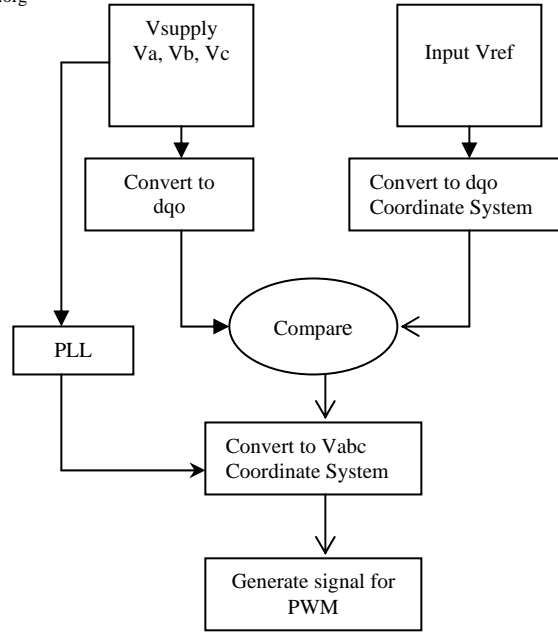 .org
Vsupply
Va, Vb, Vc
Input Vref
Convert to
dqo
Convert to dqo
Coordinate System
Compare
PLL
Convert to Vabc
Coordinate System
Generate signal for
PWM